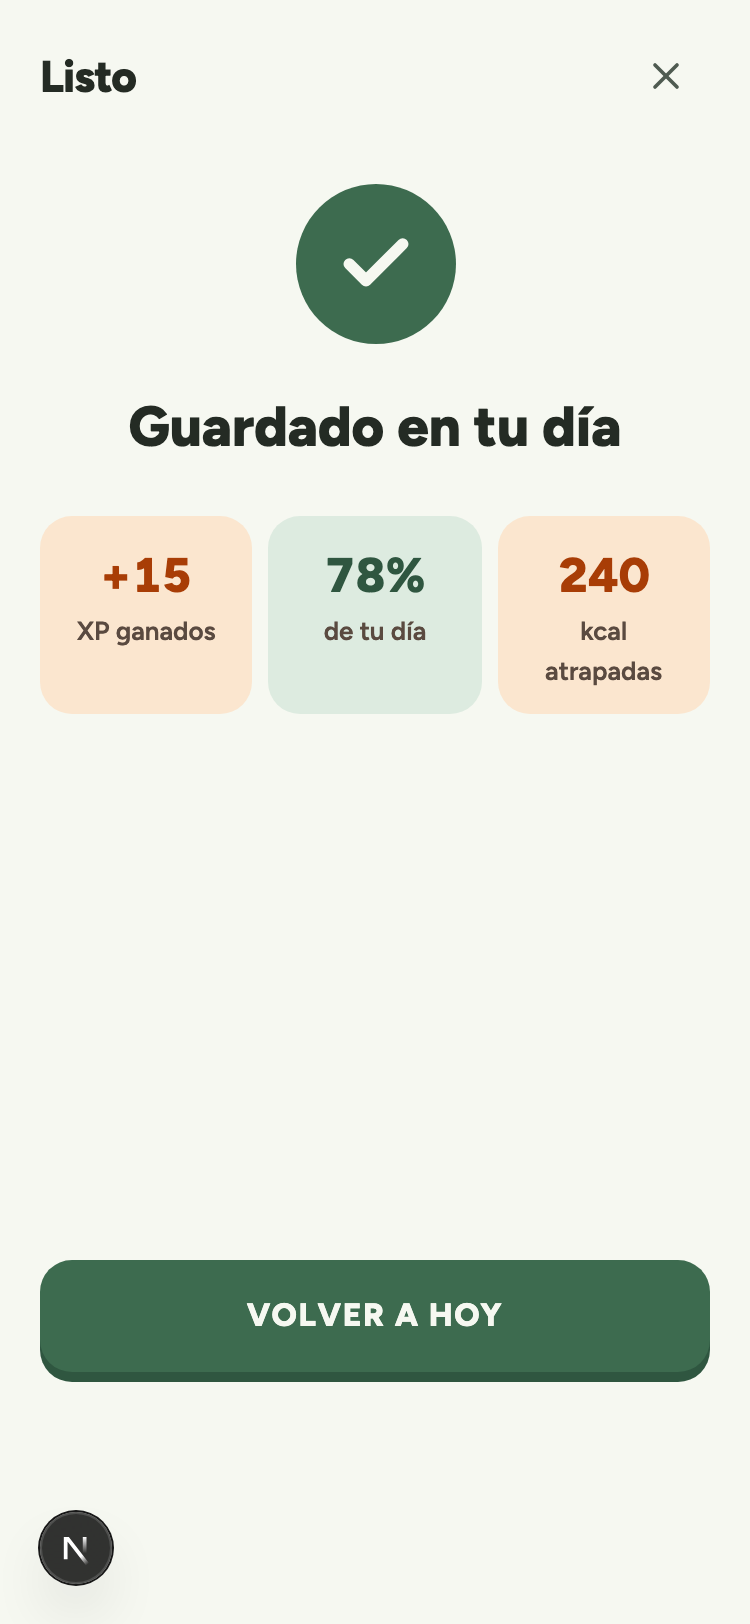 Listo
Guardado en tu día
+15
XP ganados
78%
de tu día
240
kcal
atrapadas
VOLVER A HOY
N